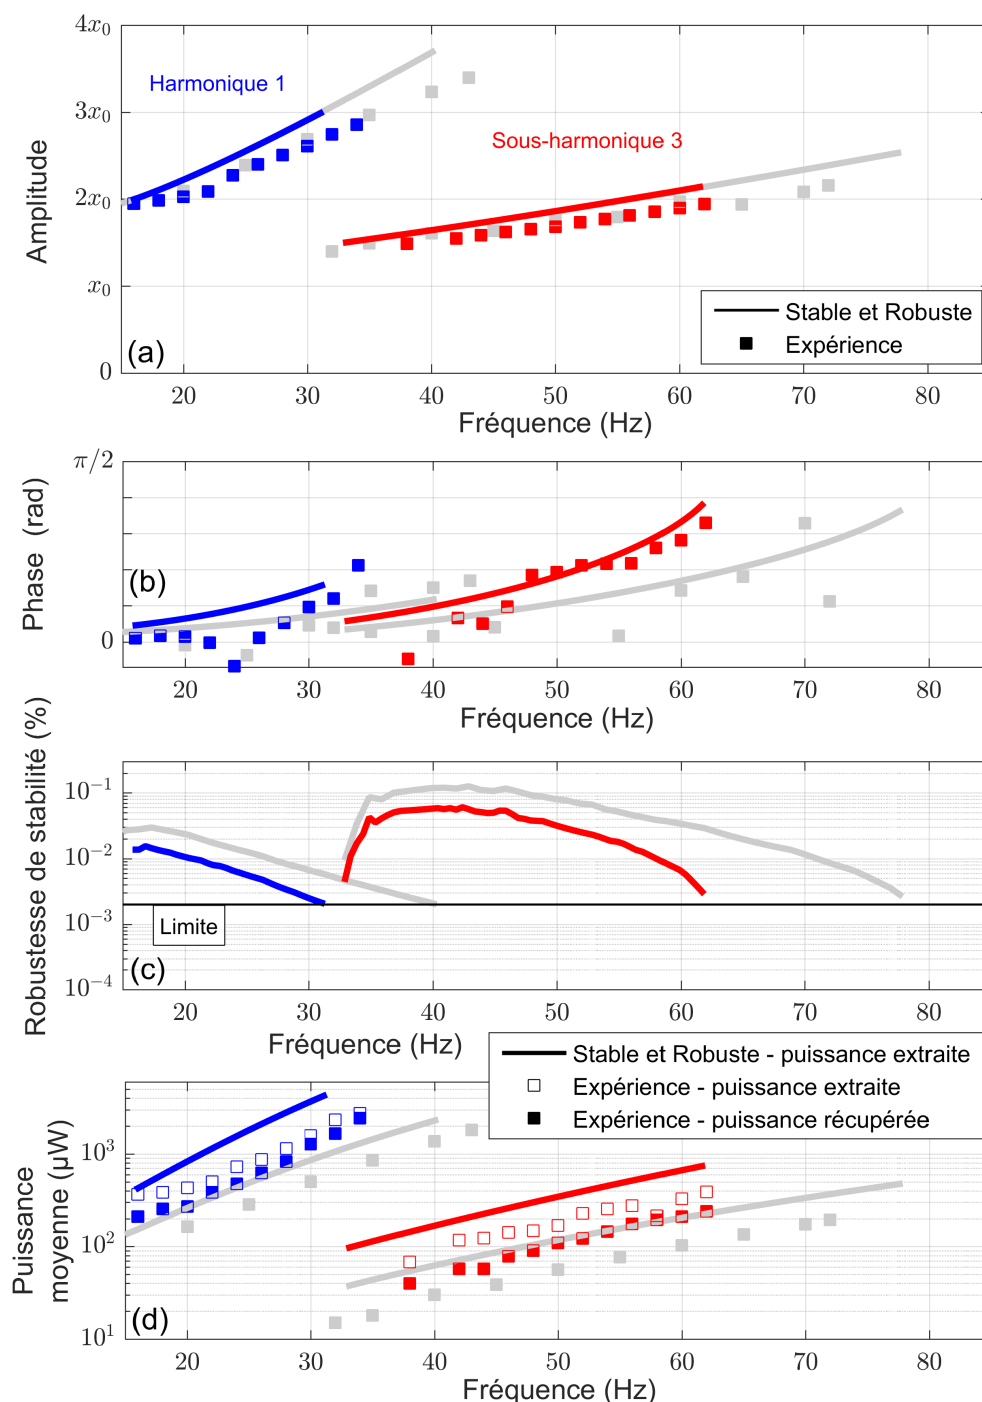 4x₀
3x₀
2x₀
x₀
0
Amplitude
Harmonique 1
Sous-harmonique 3
Stable et Robuste
Expérience
(a)
20 30 40 50 60 70 80
Fréquence (Hz)
π/2
0
Phase (rad)
(b)
20 30 40 50 60 70 80
Fréquence (Hz)
Robustesse de stabilité (%)
10⁻¹
10⁻²
10⁻³
10⁻⁴
Limite
(c)
20 30 40 50 60 70 80
Fréquence (Hz)
Stable et Robuste - puissance extraite
Expérience - puissance extraite
Expérience - puissance récupérée
Puissance
moyenne (µW)
10³
10²
10¹
(d)
20 30 40 50 60 70 80
Fréquence (Hz)